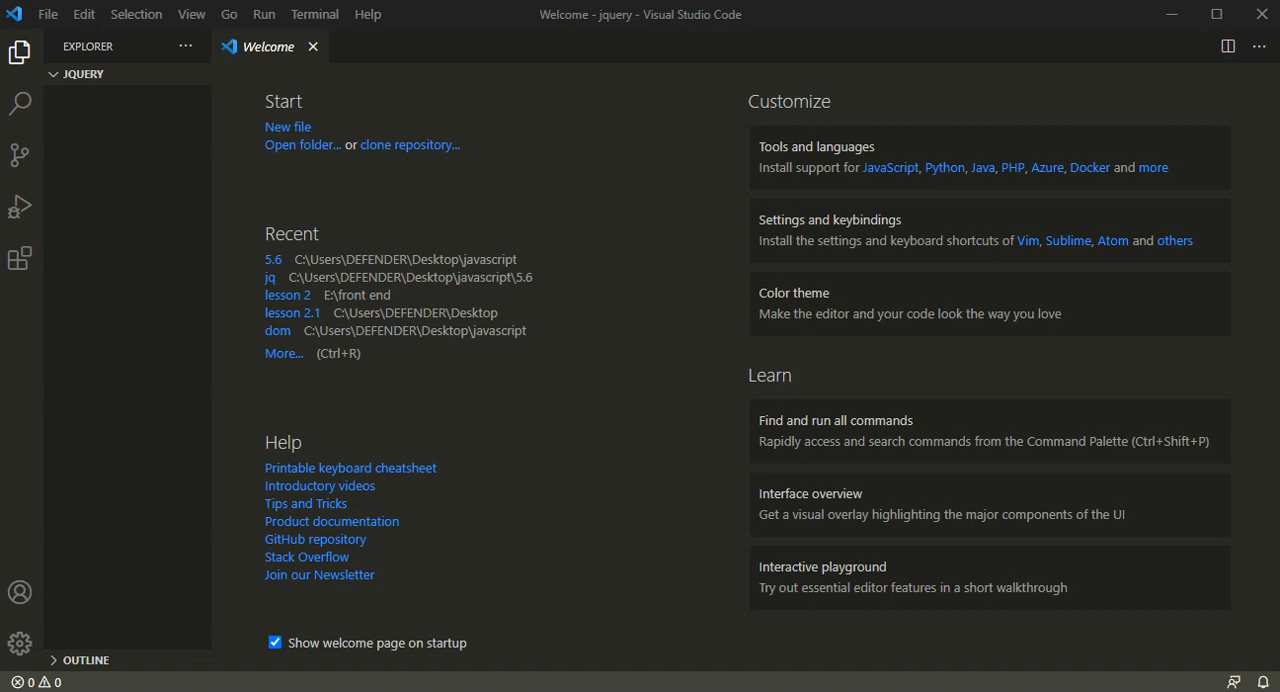 File Edit Selection View Go Run Terminal Help
Welcome - jquery - Visual Studio Code
EXPLORER
Welcome
JQUERY
Start
New file
Open folder... or clone repository...
Recent
5.6 C:\Users\DEFENDER\Desktop\javascript
jq C:\Users\DEFENDER\Desktop\javascript\5.6
lesson 2 E:\front end
lesson 2.1 C:\Users\DEFENDER\Desktop
dom C:\Users\DEFENDER\Desktop\javascript
More... (Ctrl+R)
Help
Printable keyboard cheatsheet
Introductory videos
Tips and Tricks
Product documentation
GitHub repository
Stack Overflow
Join our Newsletter
Show welcome page on startup
Customize
Tools and languages
Install support for JavaScript, Python, Java, PHP, Azure, Docker and more
Settings and keybindings
Install the settings and keyboard shortcuts of Vim, Sublime, Atom and others
Color theme
Make the editor and your code look the way you love
Learn
Find and run all commands
Rapidly access and search commands from the Command Palette (Ctrl+Shift+P)
Interface overview
Get a visual overlay highlighting the major components of the UI
Interactive playground
Try out essential editor features in a short walkthrough
OUTLINE
0 0